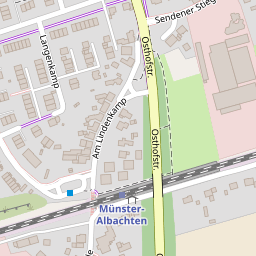 Sendener Stieg
Osthofstr.
Langenkamp
Am Lindenkamp
Osthofstr.
Münster-
Albachten